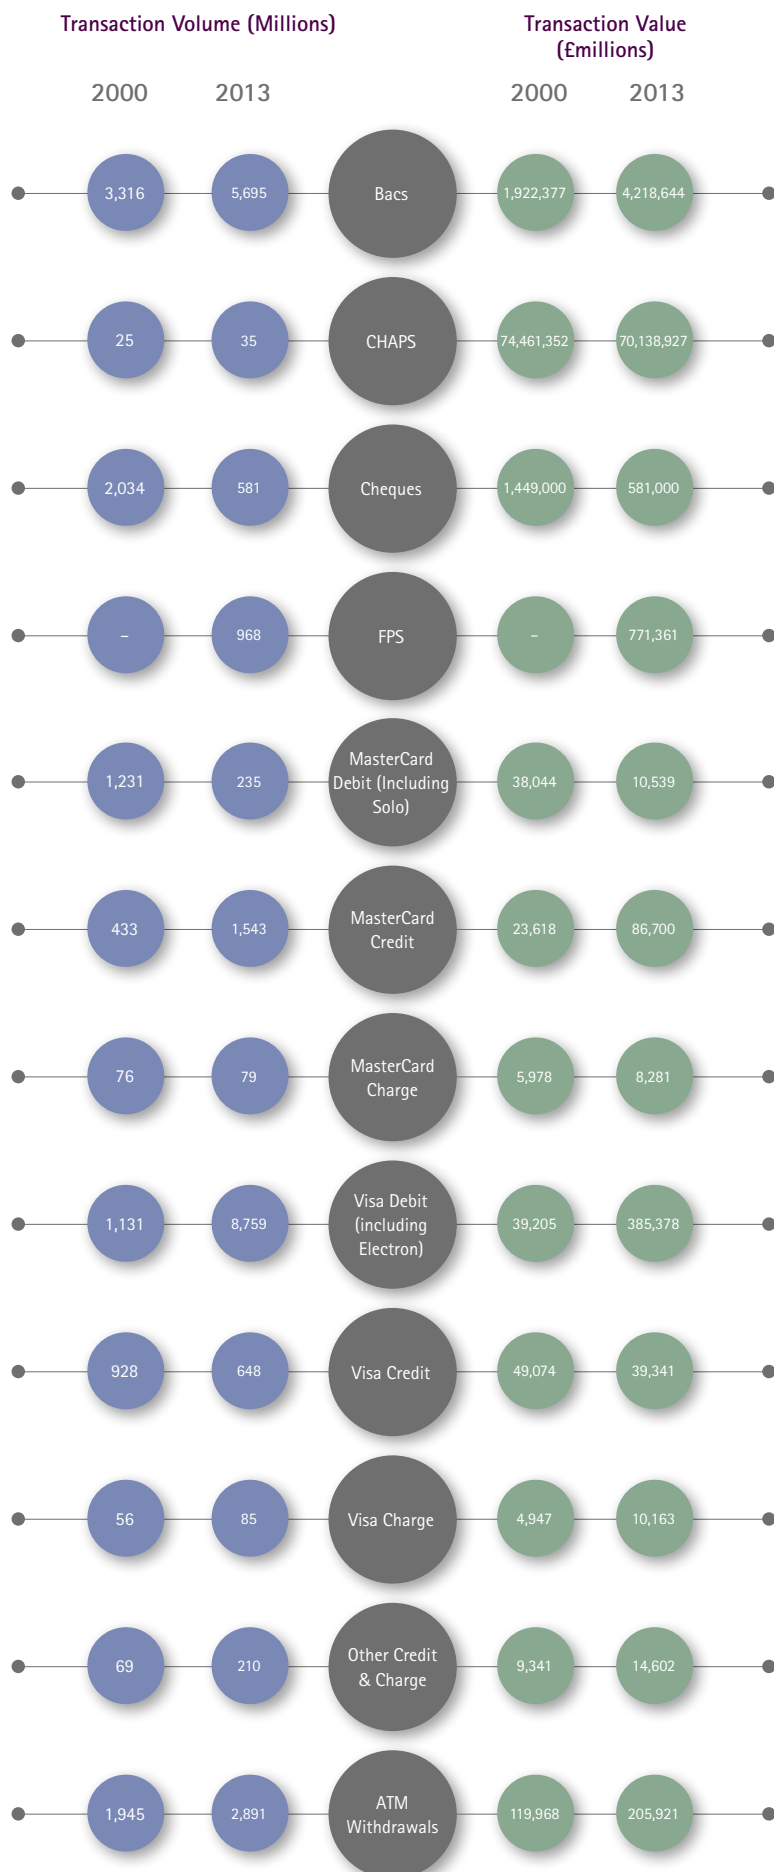 Transaction Volume (Millions)
Transaction Value
(£millions)
2000 2013 2000 2013
3,316 5,695 Bacs 1,922,377 4,218,644
25 35 CHAPS 74,461,352 70,138,927
2,034 581 Cheques 1,449,000 581,000
– 968 FPS – 771,361
MasterCard
1,231 235 Debit (Including 38,044 10,539
Solo)
MasterCard
433 1,543 23,618 86,700
Credit
MasterCard
76 79 5,978 8,281
Charge
Visa Debit
1,131 8,759 (including 39,205 385,378
Electron)
928 648 Visa Credit 49,074 39,341
56 85 Visa Charge 4,947 10,163
Other Credit
69 210 9,341 14,602
& Charge
ATM
1,945 2,891 119,968 205,921
Withdrawals